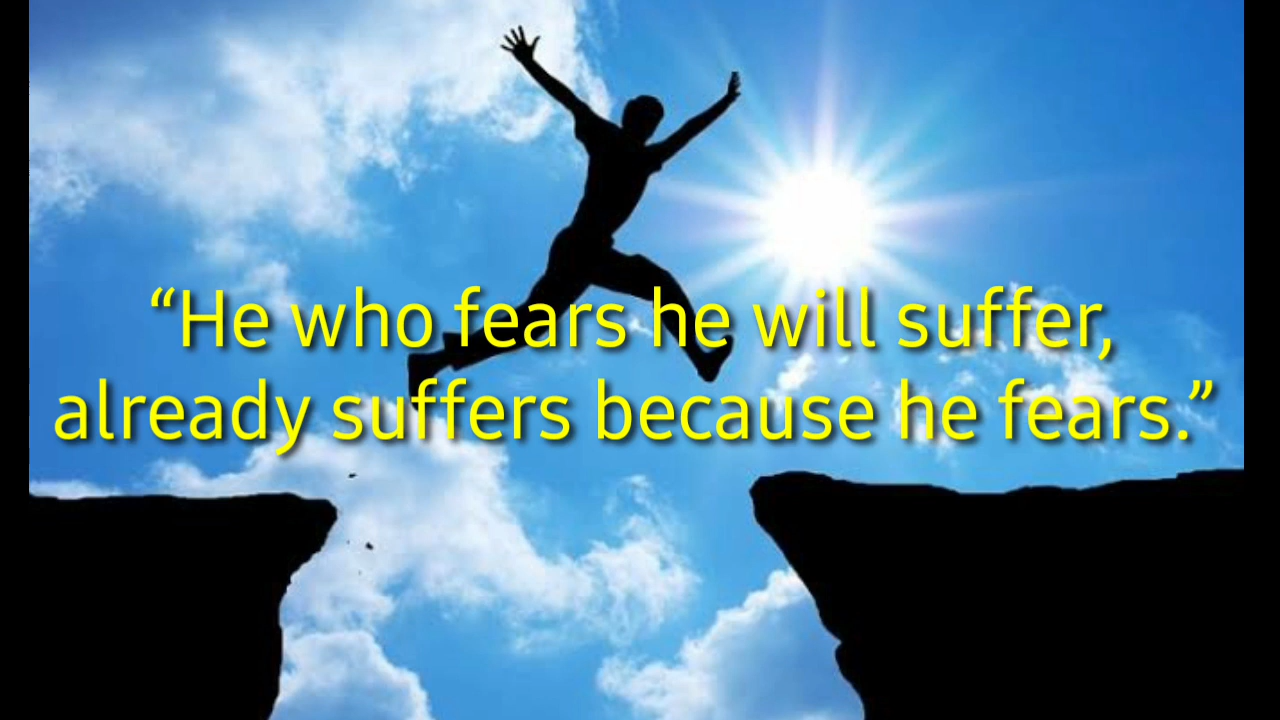 “He who fears he will suffer,
already suffers because he fears.”